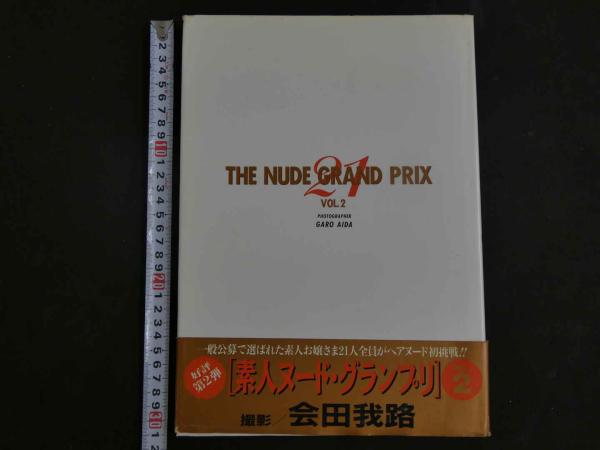 THE NUDE GRAND PRIX
21
VOL.2
PHOTOGRAPHER
GARO AIDA
一般公募で選ばれた素人お嬢さま21人全員がヘアヌード初挑戦!!
好評
第2弾
[素人ヌード・グランプリ]
2
撮影/会田我路